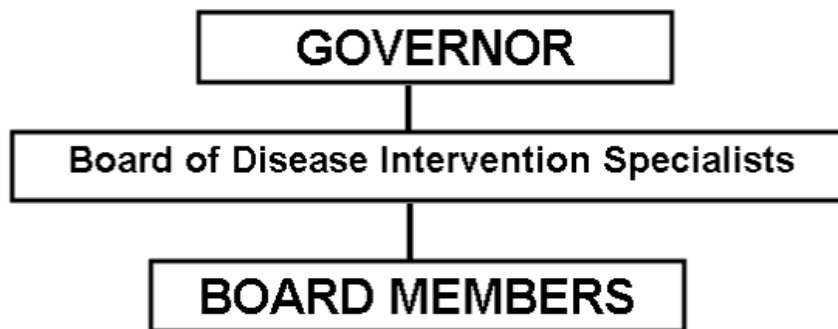 GOVERNOR
Board of Disease Intervention Specialists
BOARD MEMBERS